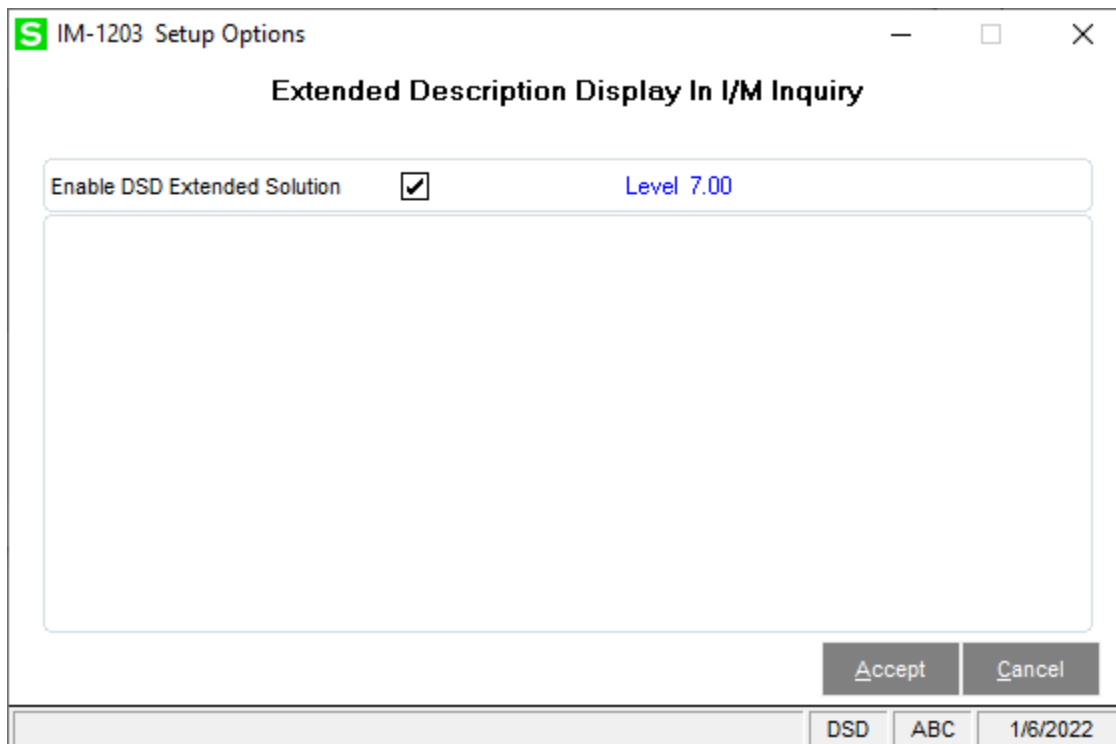 S IM-1203 Setup Options
Extended Description Display In I/M Inquiry
Enable DSD Extended Solution Level 7.00
Accept Cancel
DSD ABC 1/6/2022